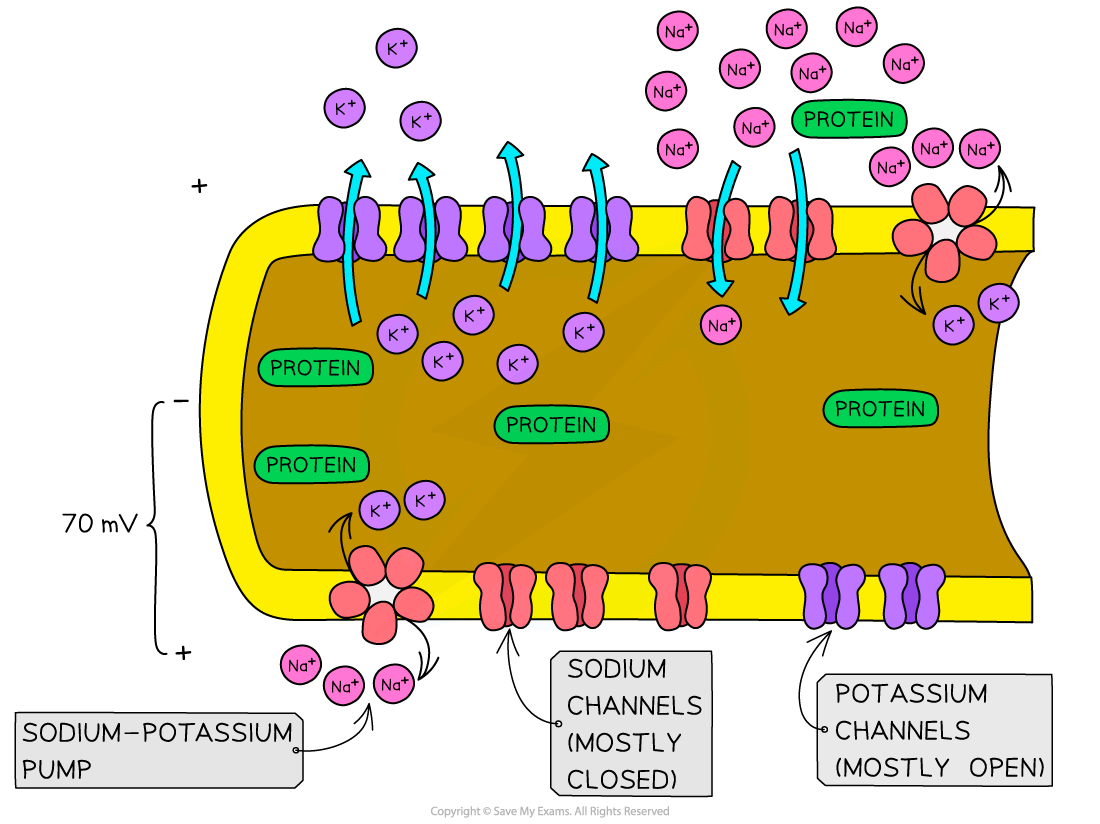 K+
K+
K+
Na+
Na+
Na+
Na+
Na+
Na+
Na+
Na+
Na+
PROTEIN
Na+
Na+
Na+
+
K+
K+
K+
K+
K+
K+
K+
Na+
PROTEIN
PROTEIN
PROTEIN
PROTEIN
−
70 mV
+
K+
K+
Na+
Na+
Na+
SODIUM–POTASSIUM
PUMP
SODIUM
CHANNELS
(MOSTLY
CLOSED)
POTASSIUM
CHANNELS
(MOSTLY OPEN)
Copyright © Save My Exams. All Rights Reserved